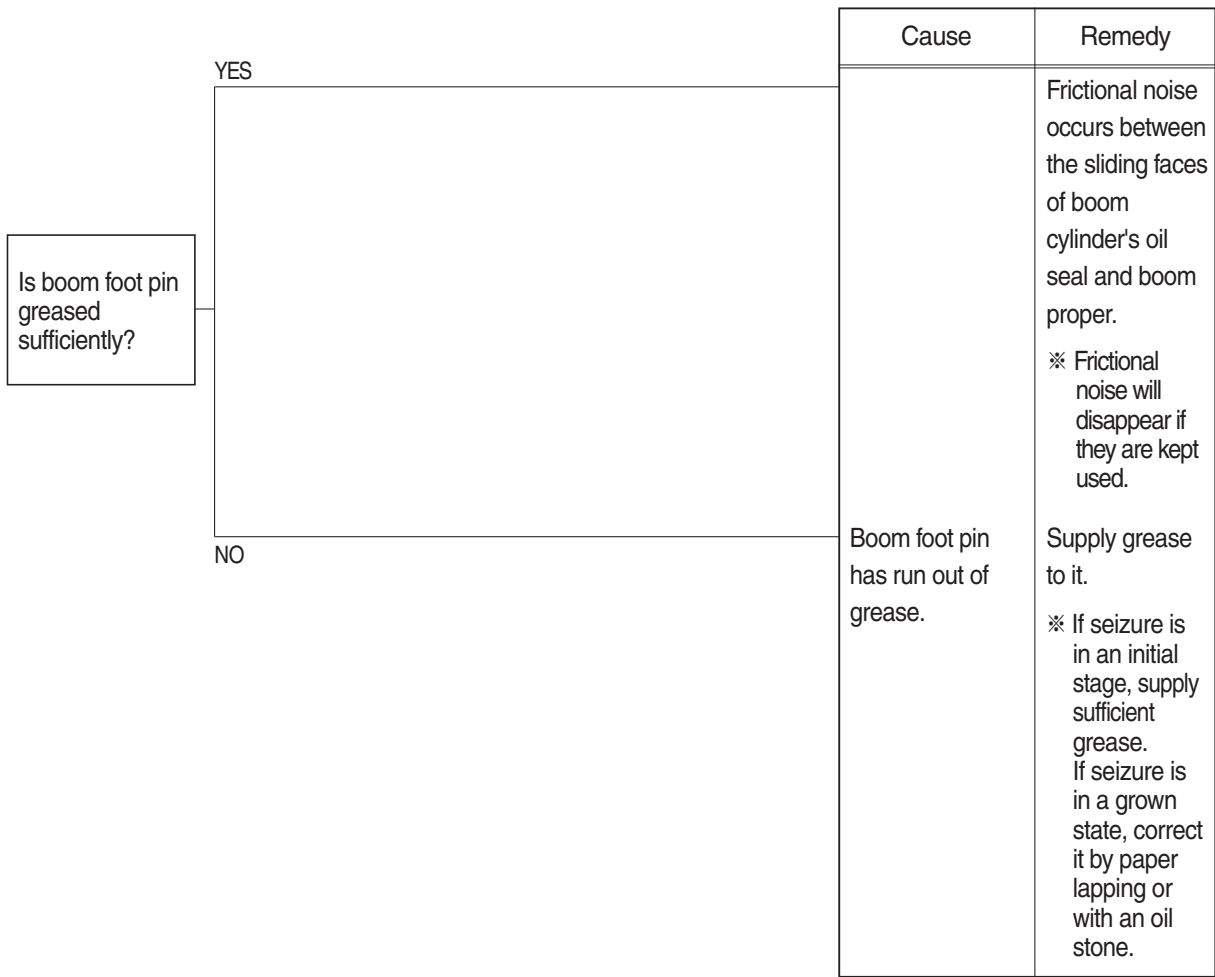 Cause
Remedy
YES
Frictional noise
occurs between
the sliding faces
of boom
cylinder's oil
seal and boom
proper.
※ Frictional
noise will
disappear if
they are kept
used.
Is boom foot pin
greased
sufficiently?
NO
Boom foot pin
has run out of
grease.
Supply grease
to it.
※ If seizure is
in an initial
stage, supply
sufficient
grease.
If seizure is
in a grown
state, correct
it by paper
lapping or
with an oil
stone.